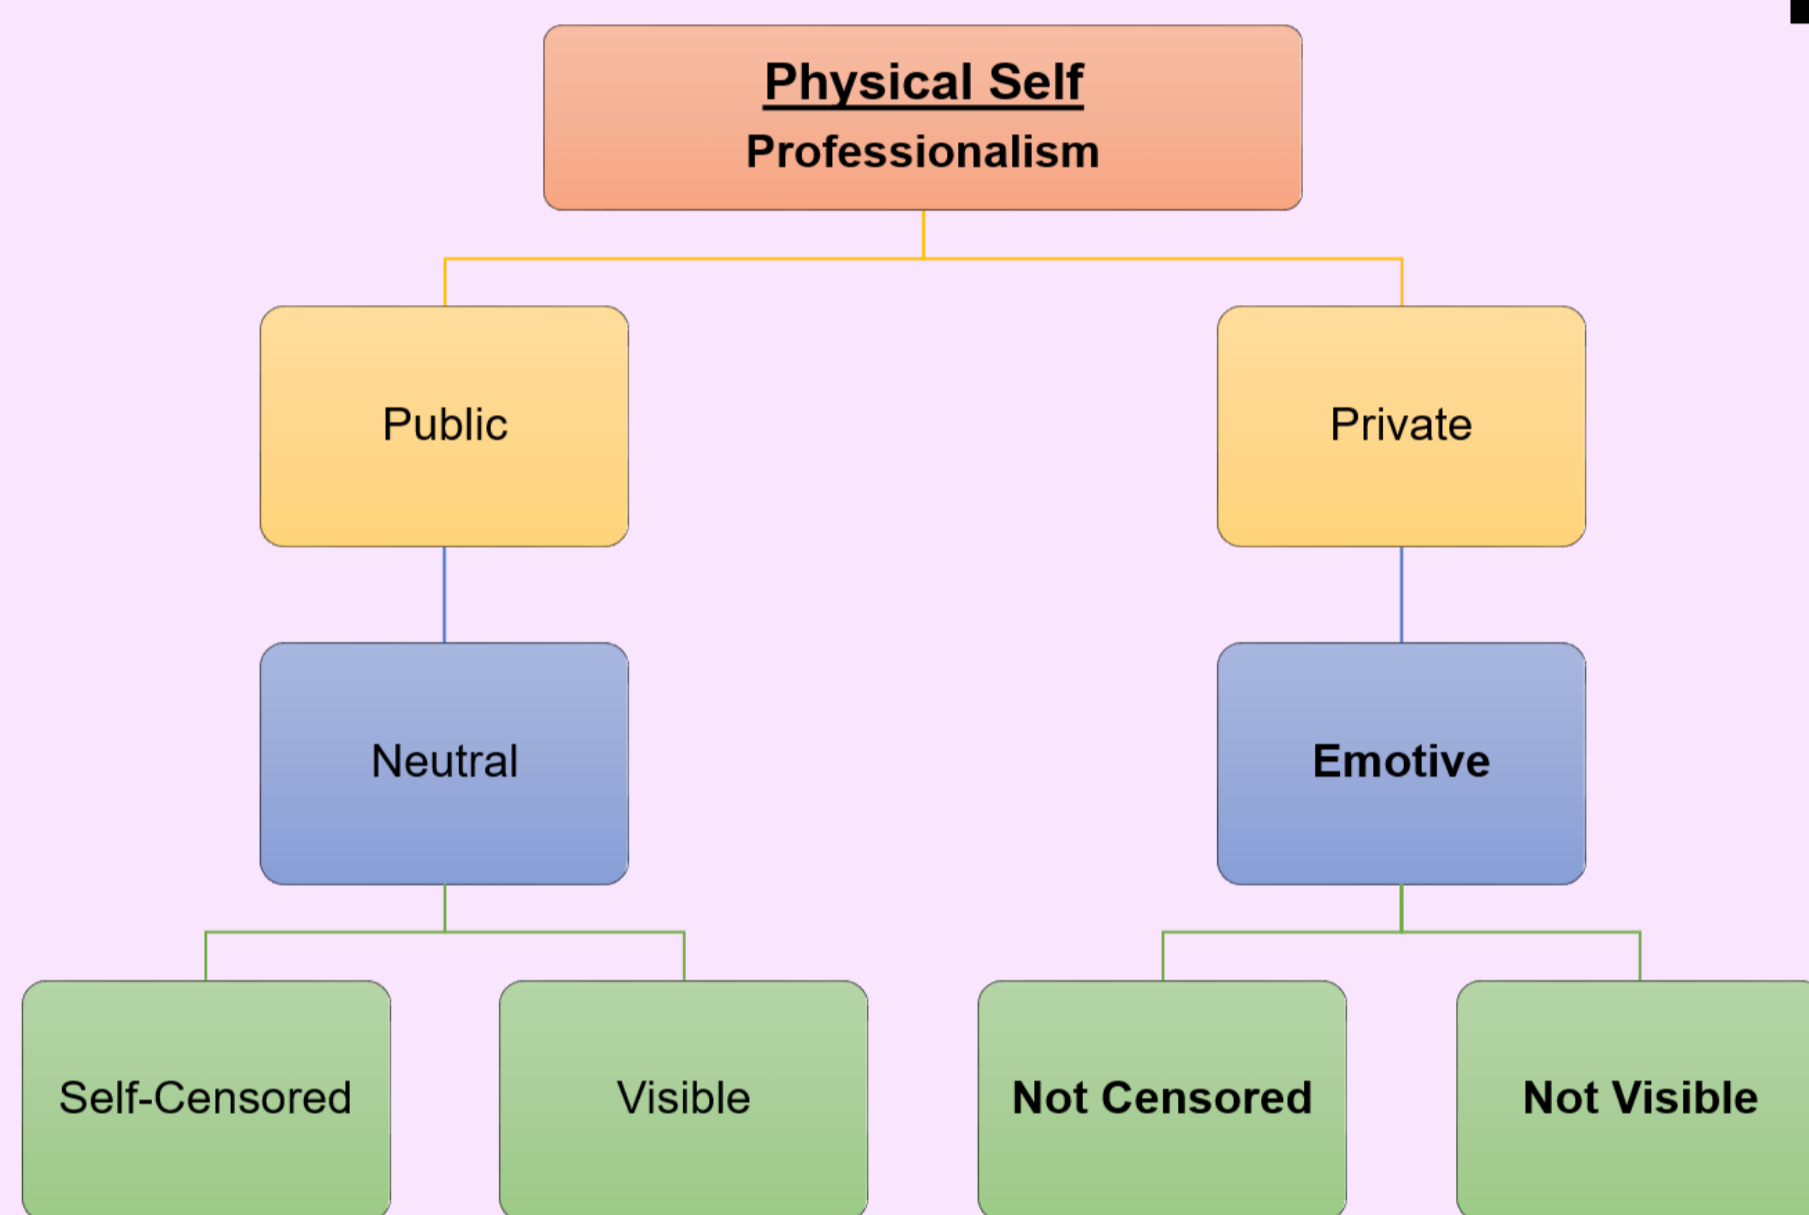 Physical Self
Professionalism
Public
Private
Neutral
Emotive
Self-Censored
Visible
Not Censored
Not Visible